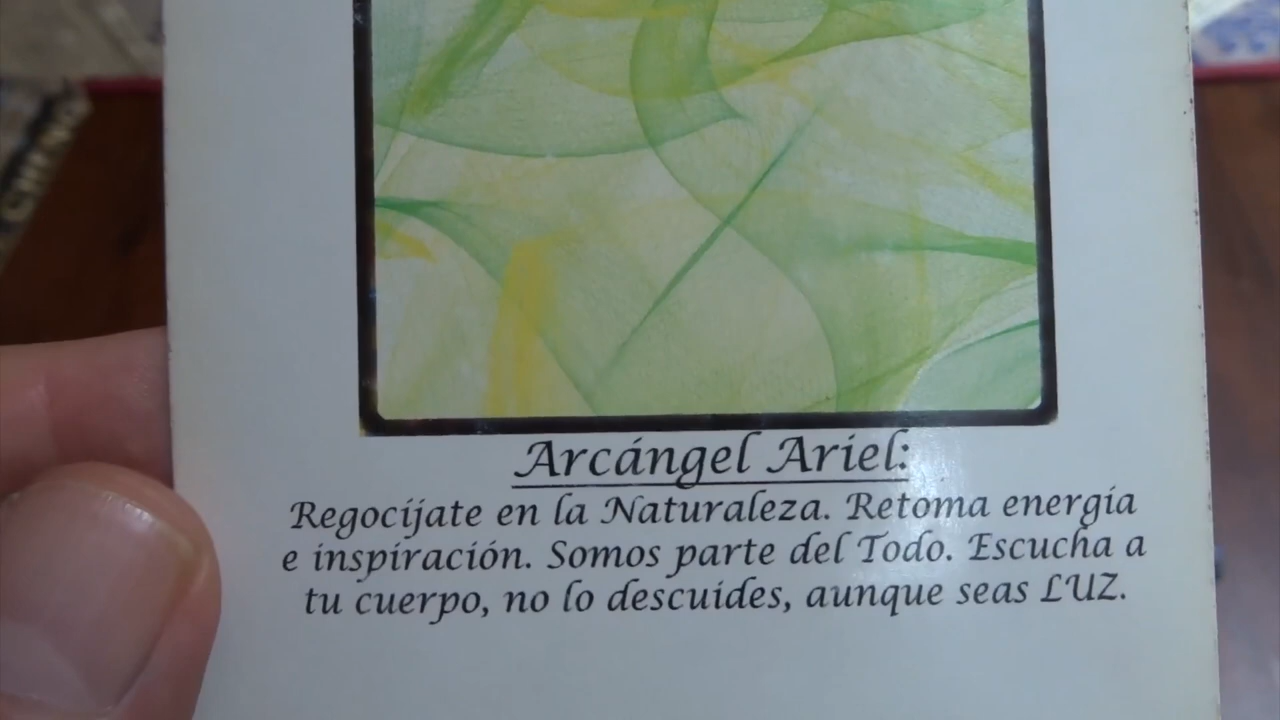 Arcángel Ariel:
Regocíjate en la Naturaleza. Retoma energía
e inspiración. Somos parte del Todo. Escucha a
tu cuerpo, no lo descuides, aunque seas LUZ.